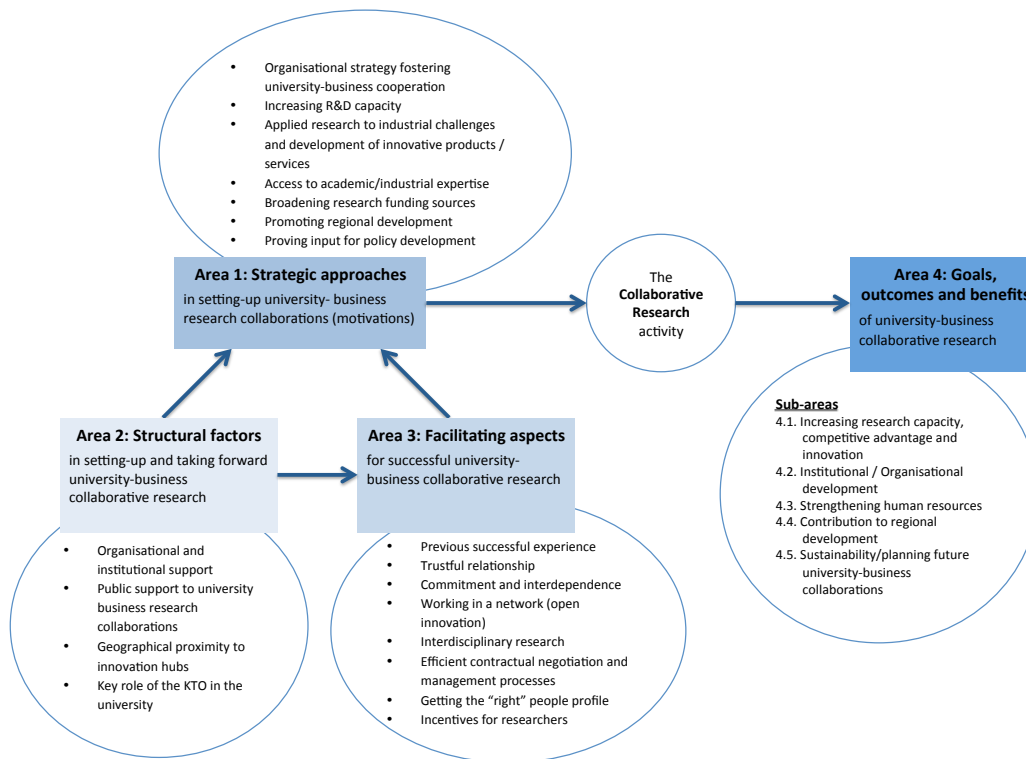 • Organisational strategy fostering
university-business cooperation
• Increasing R&D capacity
• Applied research to industrial challenges
and development of innovative products /
services
• Access to academic/industrial expertise
• Broadening research funding sources
• Promoting regional development
• Proving input for policy development
Area 1: Strategic approaches
in setting-up university- business
research collaborations (motivations)
The
Collaborative
Research
activity
Area 4: Goals,
outcomes and benefits
of university-business
collaborative research
Area 2: Structural factors
in setting-up and taking forward
university-business
collaborative research
Area 3: Facilitating aspects
for successful university-
business collaborative research
Sub-areas
4.1. Increasing research capacity,
competitive advantage and
innovation
4.2. Institutional / Organisational
development
4.3. Strengthening human resources
4.4. Contribution to regional
development
4.5. Sustainability/planning future
university-business
collaborations
• Organisational and
institutional support
• Public support to university
business research
collaborations
• Geographical proximity to
innovation hubs
• Key role of the KTO in the
university
• Previous successful experience
• Trustful relationship
• Commitment and interdependence
• Working in a network (open
innovation)
• Interdisciplinary research
• Efficient contractual negotiation and
management processes
• Getting the “right” people profile
• Incentives for researchers